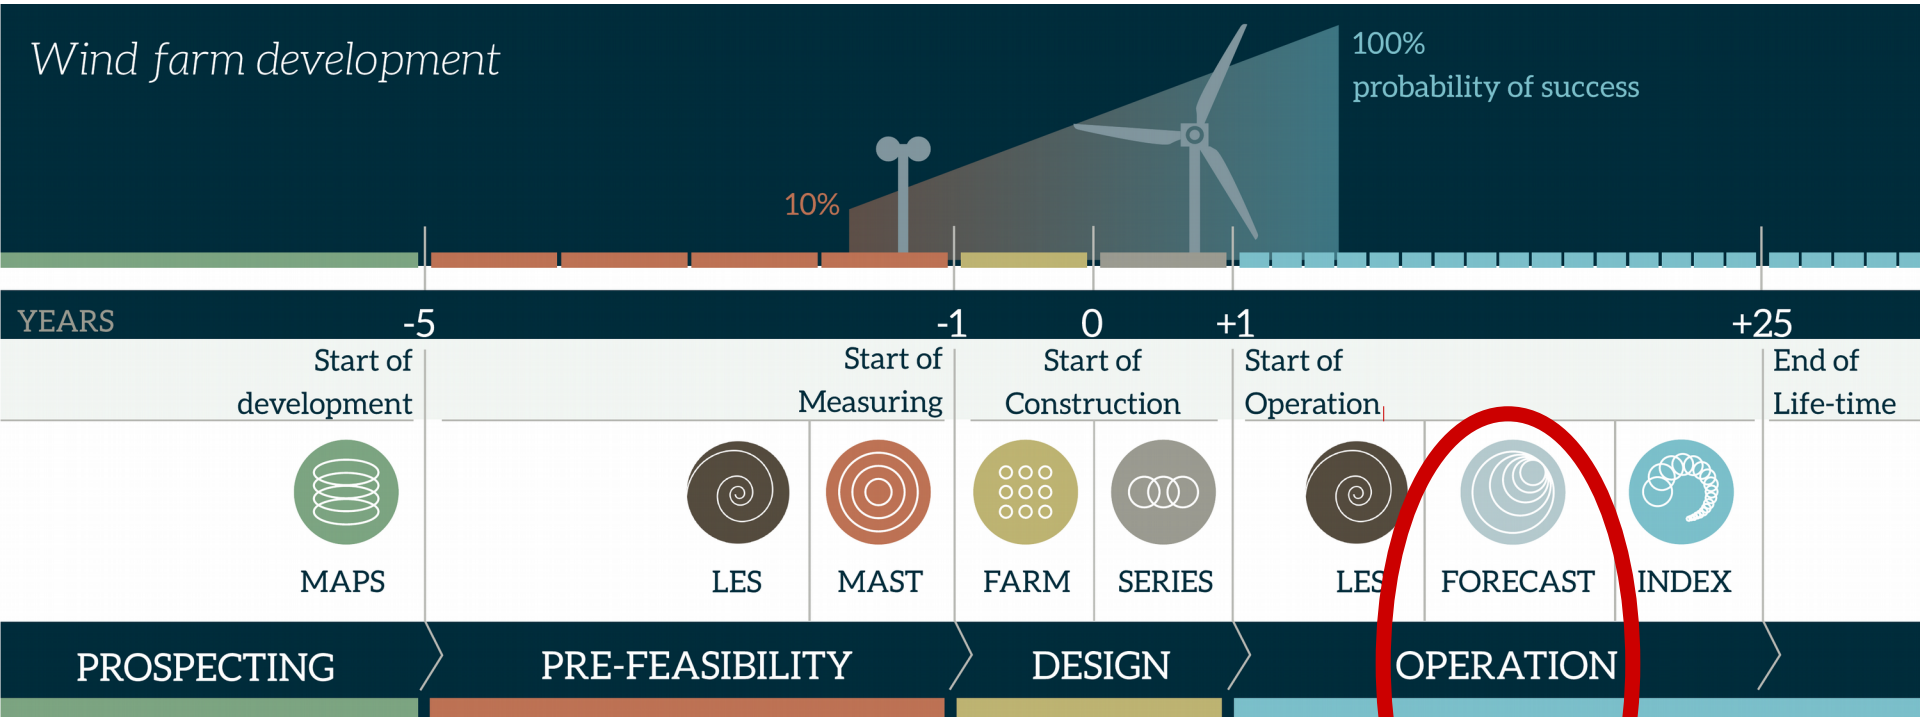 Wind farm development
100%
probability of success
10%
YEARS -5 -1 0 +1 +25
Start of
development
Start of
Measuring
Start of
Construction
Start of
Operation
End of
Life-time
MAPS LES MAST FARM SERIES LES FORECAST INDEX
PROSPECTING PRE-FEASIBILITY DESIGN OPERATION